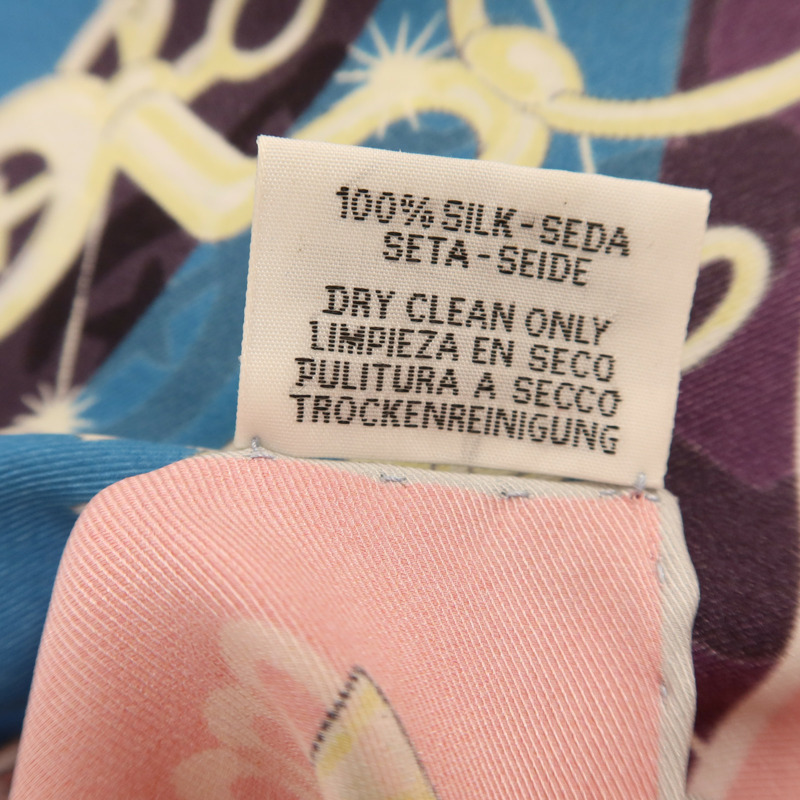 100% SILK-SEDA
SETA-SEIDE
DRY CLEAN ONLY
LIMPIEZA EN SECO
PULITURA A SECCO
TROCKENREINIGUNG